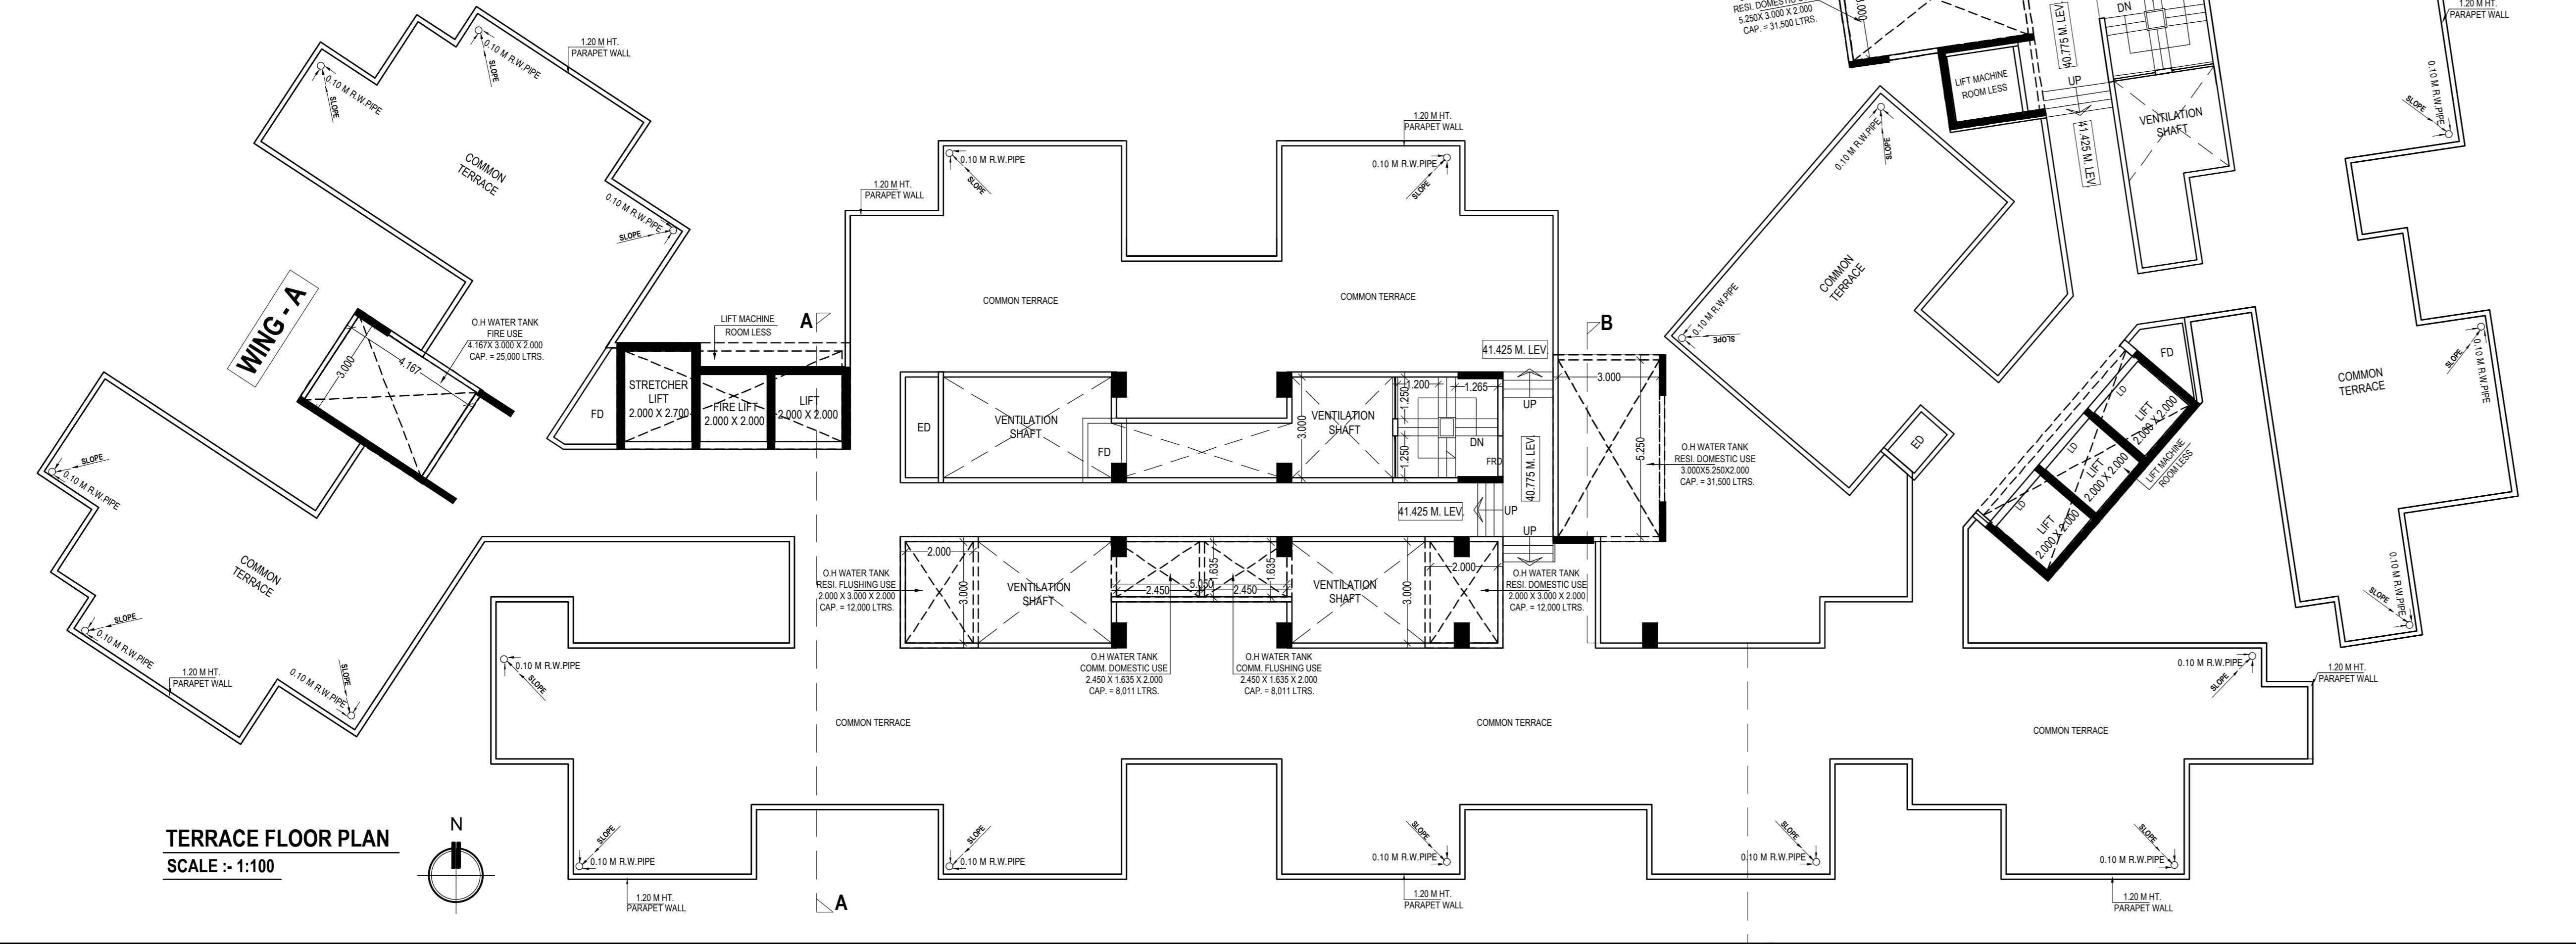 1.20 M HT.
PARAPET WALL
0.10 M R.W.PIPE
SLOPE
0.10 M R.W.PIPE
SLOPE
COMMON
TERRACE
0.10 M R.W.PIPE
SLOPE
WING - A
O.H WATER TANK
FIRE USE
4.167X 3.000 X 2.000
CAP. = 25,000 LTRS.
3.000
4.167
SLOPE
0.10 M R.W.PIPE
COMMON
TERRACE
SLOPE
0.10 M R.W.PIPE
1.20 M HT.
PARAPET WALL
SLOPE
0.10 M R.W.PIPE
FD
STRETCHER
LIFT
2.000 X 2.700
FIRE LIFT
2.000 X 2.000
LIFT
2.000 X 2.000
LIFT MACHINE
ROOM LESS
A
1.20 M HT.
PARAPET WALL
0.10 M R.W.PIPE
SLOPE
1.20 M HT.
PARAPET WALL
0.10 M R.W.PIPE
SLOPE
COMMON TERRACE
COMMON TERRACE
B
41.425 M. LEV.
ED
VENTILATION
SHAFT
FD
3.000
VENTILATION
SHAFT
1.200
1.265
1.250
1.250
DN
FRD
UP
40.775 M. LEV.
41.425 M. LEV.
UP
UP
3.000
5.250
O.H WATER TANK
RESI. DOMESTIC USE
3.000X5.250X2.000
CAP. = 31,500 LTRS.
O.H WATER TANK
RESI. FLUSHING USE
2.000 X 3.000 X 2.000
CAP. = 12,000 LTRS.
2.000
3.000
VENTILATION
SHAFT
5.050
2.450
1.635
2.450
1.635
VENTILATION
SHAFT
3.000
2.000
O.H WATER TANK
RESI. DOMESTIC USE
2.000 X 3.000 X 2.000
CAP. = 12,000 LTRS.
O.H WATER TANK
COMM. DOMESTIC USE
2.450 X 1.635 X 2.000
CAP. = 8,011 LTRS.
O.H WATER TANK
COMM. FLUSHING USE
2.450 X 1.635 X 2.000
CAP. = 8,011 LTRS.
0.10 M R.W.PIPE
SLOPE
COMMON TERRACE
COMMON TERRACE
COMMON TERRACE
SLOPE
0.10 M R.W.PIPE
SLOPE
0.10 M R.W.PIPE
SLOPE
0.10 M R.W.PIPE
SLOPE
0.10 M R.W.PIPE
SLOPE
0.10 M R.W.PIPE
1.20 M HT.
PARAPET WALL
A
1.20 M HT.
PARAPET WALL
1.20 M HT.
PARAPET WALL
0.10 M R.W.PIPE
SLOPE
1.20 M HT.
PARAPET WALL
RESI. DOMESTIC
5.250X 3.000 X 2.000
CAP. = 31,500 LTRS.
LIFT MACHINE
ROOM LESS
40.775 M. LEV.
DN
UP
41.425 M. LEV.
VENTILATION
SHAFT
1.20 M HT.
PARAPET WALL
0.10 M R.W.PIPE
SLOPE
0.10 M R.W.PIPE
SLOPE
COMMON
TERRACE
0.10 M R.W.PIPE
SLOPE
ED
FD
LD
LIFT
2.000 X 2.000
LD
LIFT
2.000 X 2.000
LD
LIFT
2.000 X 2.000
LIFT MACHINE
ROOM LESS
COMMON
TERRACE
0.10 M R.W.PIPE
SLOPE
0.10 M R.W.PIPE
SLOPE
TERRACE FLOOR PLAN
SCALE :- 1:100
N